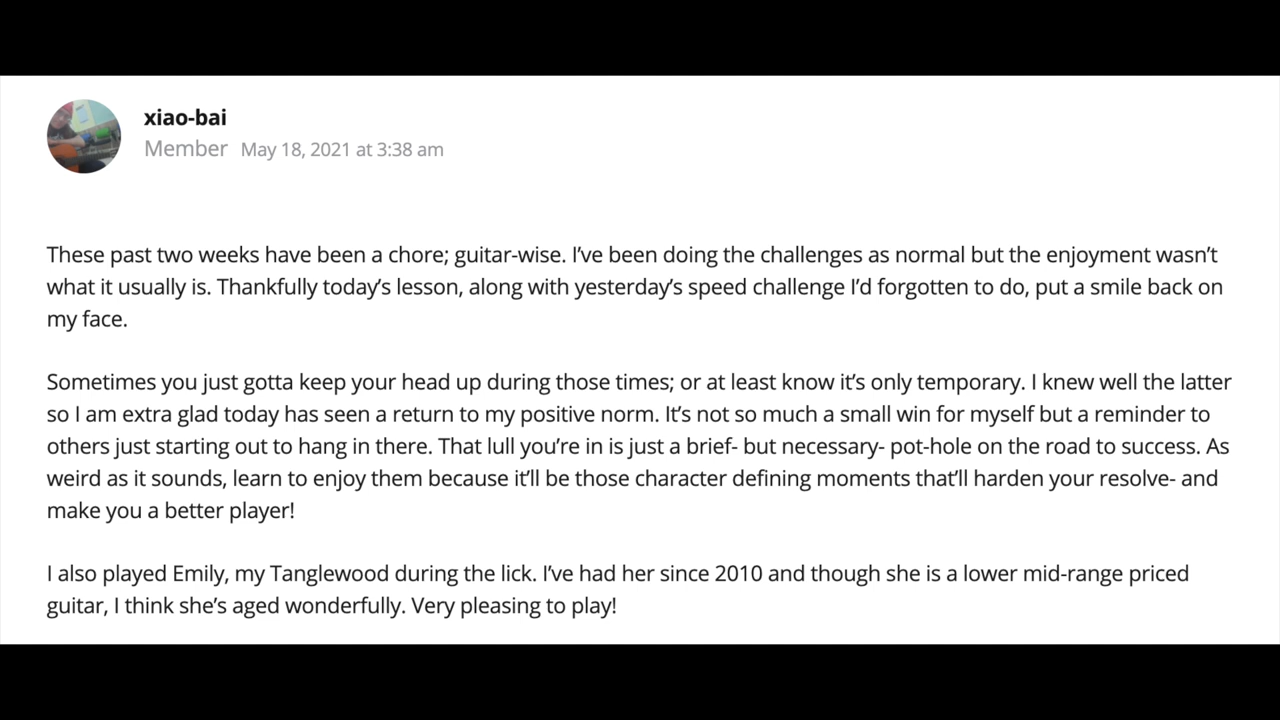 xiao-bai
Member May 18, 2021 at 3:38 am
These past two weeks have been a chore; guitar-wise. I’ve been doing the challenges as normal but the enjoyment wasn’t
what it usually is. Thankfully today’s lesson, along with yesterday’s speed challenge I’d forgotten to do, put a smile back on
my face.
Sometimes you just gotta keep your head up during those times; or at least know it’s only temporary. I knew well the latter
so I am extra glad today has seen a return to my positive norm. It’s not so much a small win for myself but a reminder to
others just starting out to hang in there. That lull you’re in is just a brief- but necessary- pot-hole on the road to success. As
weird as it sounds, learn to enjoy them because it’ll be those character defining moments that’ll harden your resolve- and
make you a better player!
I also played Emily, my Tanglewood during the lick. I’ve had her since 2010 and though she is a lower mid-range priced
guitar, I think she’s aged wonderfully. Very pleasing to play!